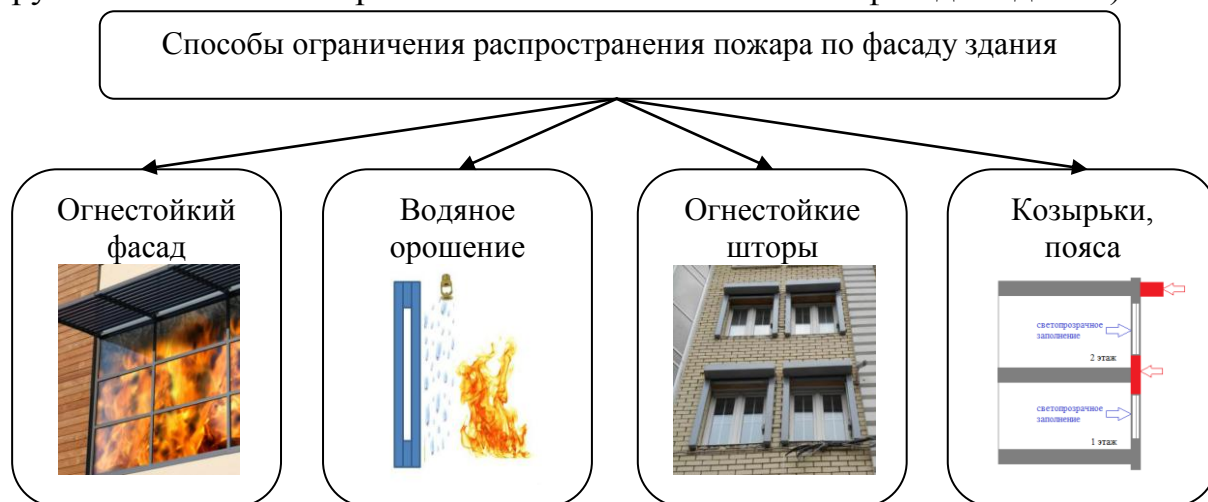 Способы ограничения распространения пожара по фасаду здания
Огнестойкий
фасад
Водяное
орошение
Огнестойкие
шторы
Козырьки,
пояса
светопрозрачное
заполнение
2 этаж
светопрозрачное
заполнение
1 этаж